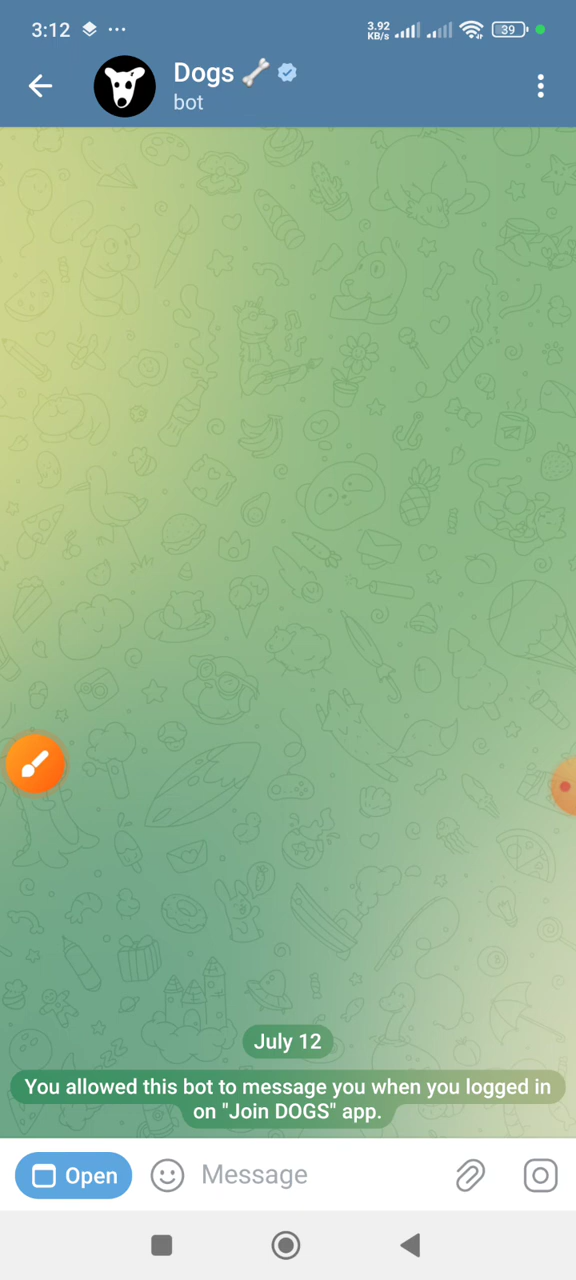 3:12
3.92
KB/s
39
Dogs 🦴
bot
July 12
You allowed this bot to message you when you logged in
on "Join DOGS" app.
Open
Message